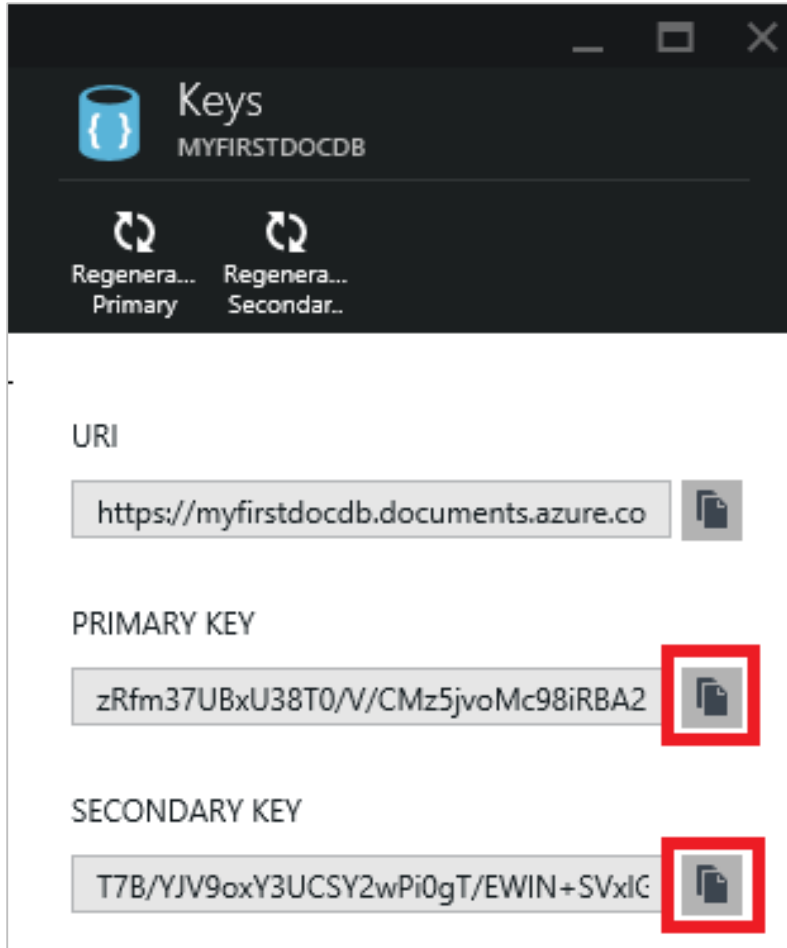 Keys
MYFIRSTDOCDB
Regenera... Regenera...
Primary Secondar..
URI
https://myfirstdocdb.documents.azure.co
PRIMARY KEY
zRfm37UBxU38T0/V/CMz5jvoMc98iRBA2
SECONDARY KEY
T7B/YJV9oxY3UCSY2wPi0gT/EWIN+SVxIG